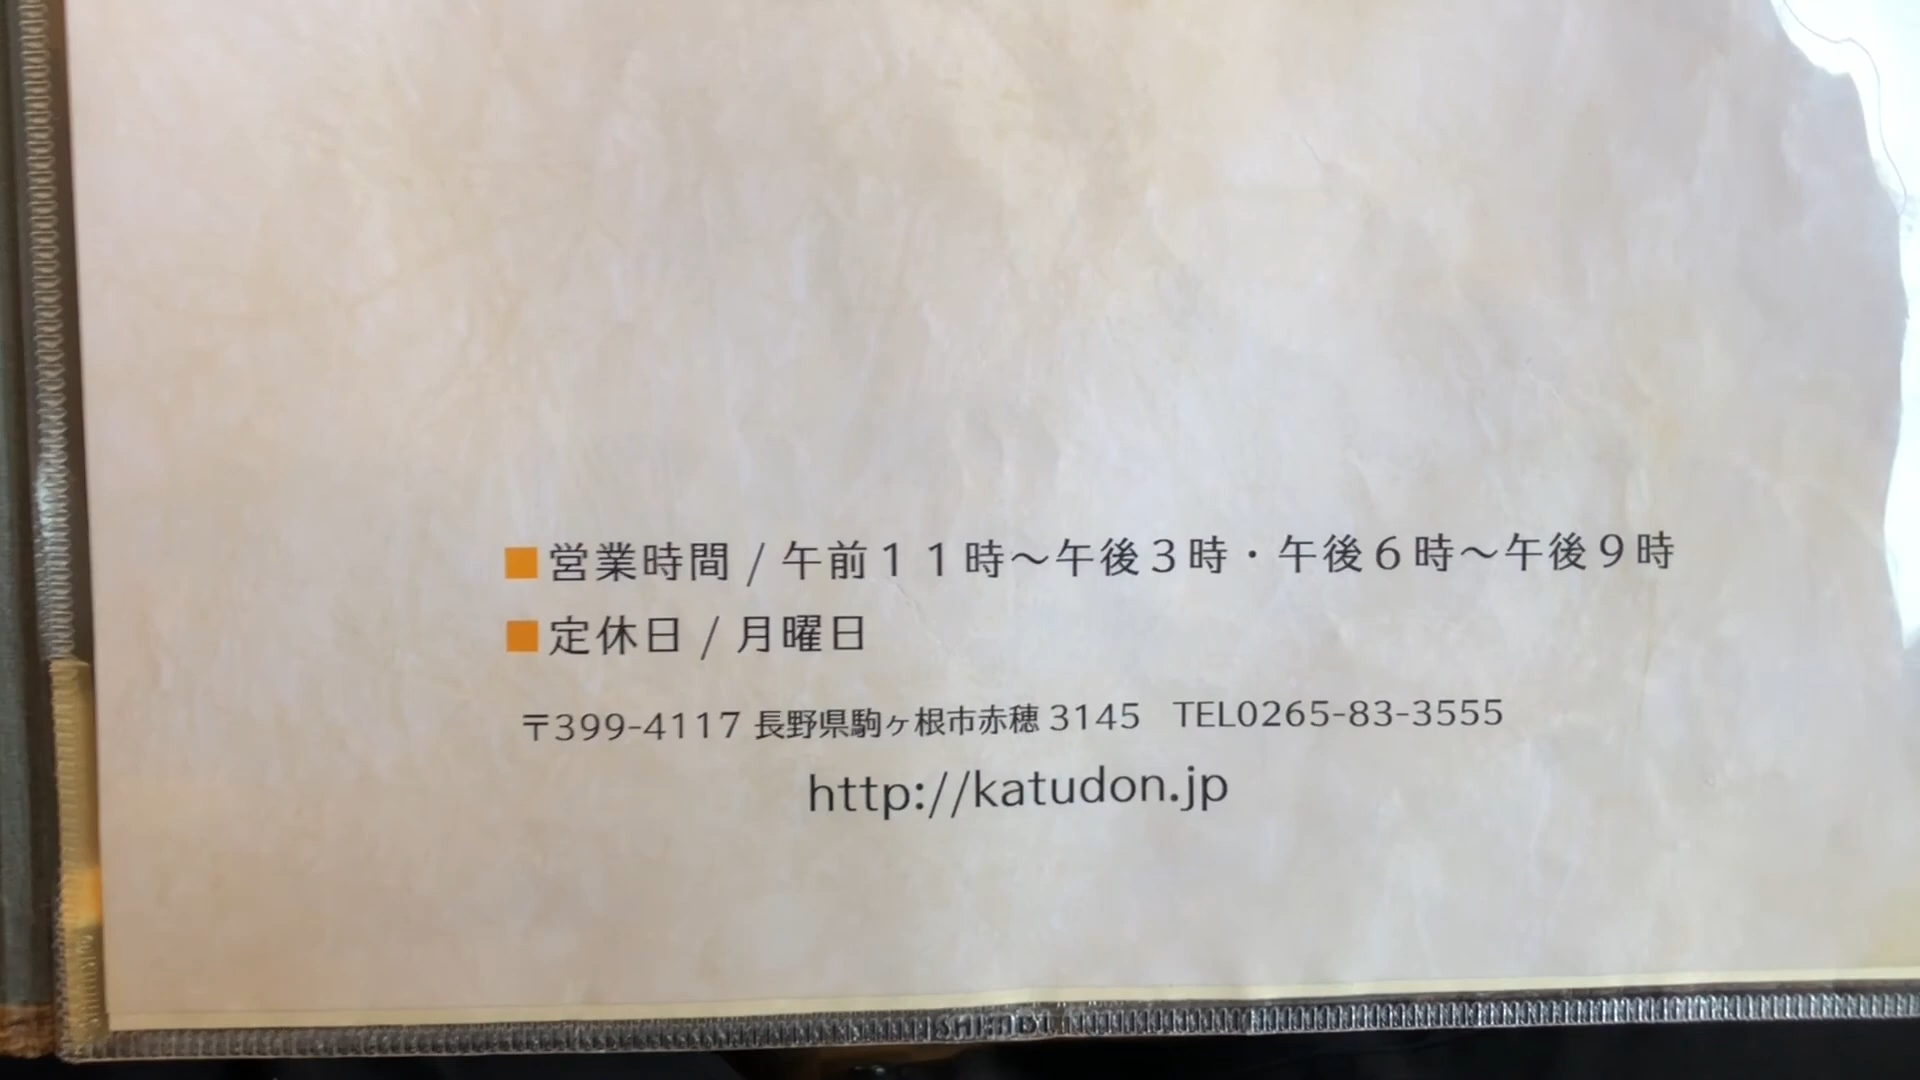 ■営業時間 / 午前１１時～午後３時・午後６時～午後９時
■定休日 / 月曜日
〒399-4117 長野県駒ヶ根市赤穂 3145 TEL0265-83-3555
http://katudon.jp